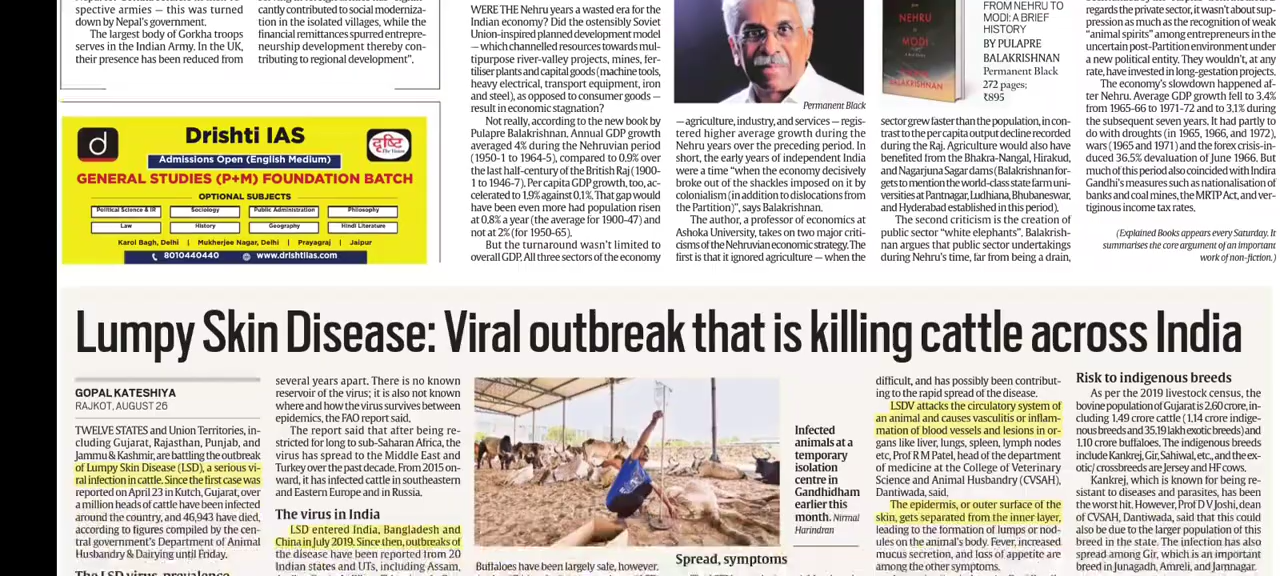 spective armies — this was turned
down by Nepal's government.
The largest body of Gorkha troops
serves in the Indian Army. In the UK,
their presence has been reduced from
cantly contributed to social moderniza-
tion in the isolated villages, while the
financial remittances spurred entrepre-
neurship development thereby con-
tributing to regional development".
Drishti IAS
दृष्टि
The Vision
Admissions Open (English Medium)
GENERAL STUDIES (P+M) FOUNDATION BATCH
OPTIONAL SUBJECTS
Political Science & IR
Sociology
Public Administration
Philosophy
Law
History
Geography
Hindi Literature
Karol Bagh, Delhi | Mukherjee Nagar, Delhi | Prayagraj | Jaipur
8010440440
www.drishtiias.com
WERE THE Nehru years a wasted era for the
Indian economy? Did the ostensibly Soviet
Union-inspired planned development model
— which channelled resources towards mul-
tipurpose river-valley projects, mines, fer-
tiliser plants and capital goods (machine tools,
heavy electrical, transport equipment, iron
and steel), as opposed to consumer goods —
result in economic stagnation?
Not really, according to the new book by
Pulapre Balakrishnan. Annual GDP growth
averaged 4% during the Nehruvian period
(1950-1 to 1964-5), compared to 0.9% over
the last half-century of the British Raj (1900-
1 to 1946-7). Per capita GDP growth, too, ac-
celerated to 1.9% against 0.1%. That gap would
have been even more had population risen at
0.8% a year (the average for 1900-47) and
not at 2% (for 1950-65).
But the turnaround wasn't limited to
overall GDP. All three sectors of the economy
Permanent Black
— agriculture, industry, and services — regis-
tered higher average growth during the
Nehru years over the preceding period. In
short, the early years of independent India
were a time "when the economy decisively
broke out of the shackles imposed on it by
colonialism (in addition to dislocations from
the Partition)", says Balakrishnan.
The author, a professor of economics at
Ashoka University, takes on two major criti-
cisms of the Nehruvian economic strategy. The
first is that it ignored agriculture — when the
NEHRU
MODI
BALAKRISHNAN
FROM NEHRU TO
MODI: A BRIEF
HISTORY
BY PULAPRE
BALAKRISHNAN
Permanent Black
272 pages;
₹895
sector grew faster than the population, in con-
trast to the per capita output decline recorded
during the Raj. Agriculture would also have
benefited from the Bhakra-Nangal, Hirakud,
and Nagarjuna Sagar dams (Balakrishnan for-
gets to mention the world-class state farm uni-
versities at Pantnagar, Ludhiana, Bhubaneswar,
and Hyderabad established in this period).
The second criticism is the creation of
public sector "white elephants". Balakrish-
nan argues that public sector undertakings
during Nehru's time, far from being a drain,
regards the private sector, it wasn't about sup-
pression as much as the recognition of weak
"animal spirits" among entrepreneurs in the
uncertain post-Partition environment under
a new political entity. They wouldn't, at any
rate, have invested in long-gestation projects.
The economy's slowdown happened af-
ter Nehru. Average GDP growth fell to 3.4%
from 1965-66 to 1971-72 and to 3.1% during
the subsequent seven years. It had partly to
do with droughts (in 1965, 1966, and 1972),
wars (1965 and 1971) and the forex crisis-in-
duced 36.5% devaluation of June 1966. But
much of this period also coincided with Indira
Gandhi's measures such as nationalisation of
banks and coal mines, the MRTP Act, and ver-
tiginous income tax rates.
(Explained Books appears every Saturday. It
summarises the core argument of an important
work of non-fiction.)
Lumpy Skin Disease: Viral outbreak that is killing cattle across India
GOPAL KATESHIYA
RAJKOT, AUGUST 26
TWELVE STATES and Union Territories, in-
cluding Gujarat, Rajasthan, Punjab, and
Jammu & Kashmir, are battling the outbreak
of Lumpy Skin Disease (LSD), a serious vi-
ral infection in cattle. Since the first case was
reported on April 23 in Kutch, Gujarat, over
a million heads of cattle have been infected
around the country, and 46,943 have died,
according to figures compiled by the cen-
tral government's Department of Animal
Husbandry & Dairying until Friday.
The LSD virus, prevalence
several years apart. There is no known
reservoir of the virus; it is also not known
where and how the virus survives between
epidemics, the FAO report said.
The report said that after being re-
stricted for long to sub-Saharan Africa, the
virus has spread to the Middle East and
Turkey over the past decade. From 2015 on-
ward, it has infected cattle in southeastern
and Eastern Europe and in Russia.
The virus in India
LSD entered India, Bangladesh and
China in July 2019. Since then, outbreaks of
the disease have been reported from 20
Indian states and UTs, including Assam,
Infected
animals at a
temporary
isolation
centre in
Gandhidham
earlier this
month. Nirmal
Harindran
Buffaloes have been largely safe, however.
Spread, symptoms
difficult, and has possibly been contribut-
ing to the rapid spread of the disease.
LSDV attacks the circulatory system of
an animal and causes vasculitis or inflam-
mation of blood vessels and lesions in or-
gans like liver, lungs, spleen, lymph nodes
etc, Prof R M Patel, head of the department
of medicine at the College of Veterinary
Science and Animal Husbandry (CVSAH),
Dantiwada, said.
The epidermis, or outer surface of the
skin, gets separated from the inner layer,
leading to the formation of lumps or nod-
ules on the animal's body. Fever, increased
mucus secretion, and loss of appetite are
among the other symptoms.
Risk to indigenous breeds
As per the 2019 livestock census, the
bovine population of Gujarat is 2.60 crore, in-
cluding 1.49 crore cattle (1.14 crore indige-
nous breeds and 35.19 lakh exotic breeds) and
1.10 crore buffaloes. The indigenous breeds
include Kankrej, Gir, Sahiwal, etc., and the ex-
otic/ crossbreeds are Jersey and HF cows.
Kankrej, which is known for being re-
sistant to diseases and parasites, has been
the worst hit. However, Prof D V Joshi, dean
of CVSAH, Dantiwada, said that this could
also be due to the larger population of this
breed in the state. The infection has also
spread among Gir, which is an important
breed in Junagadh, Amreli, and Jamnagar.